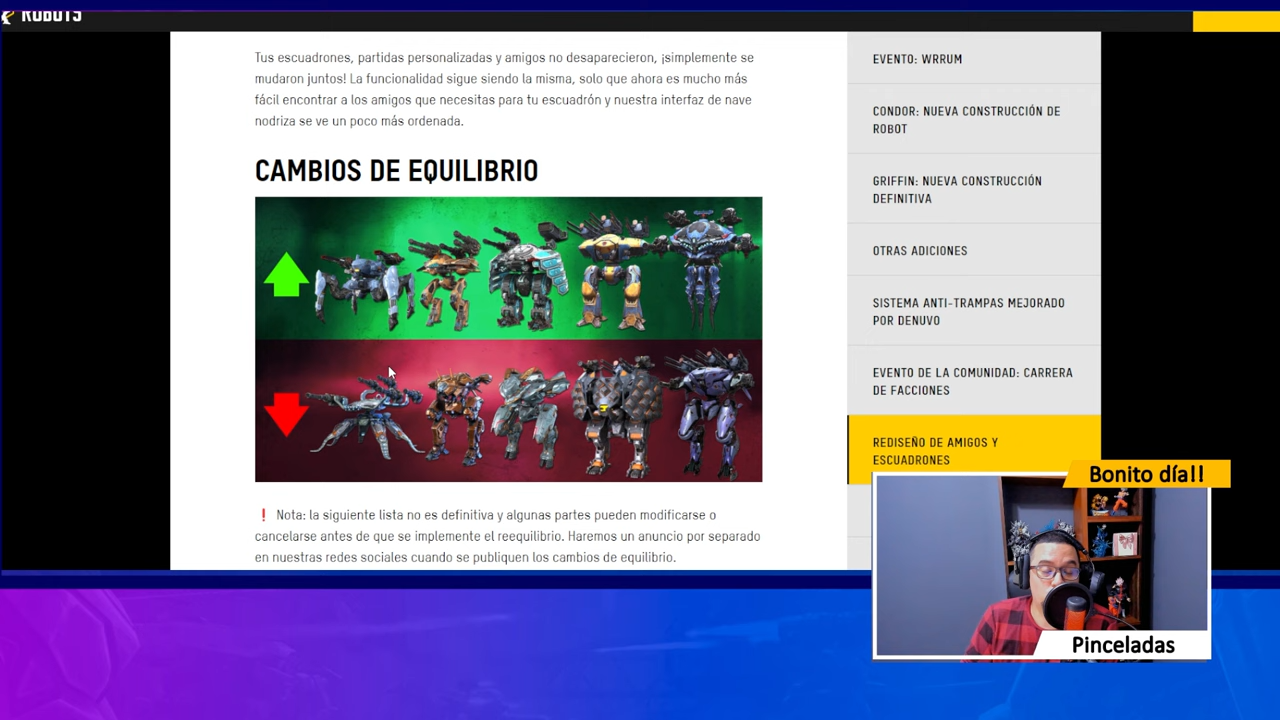 ROBOTS
Tus escuadrones, partidas personalizadas y amigos no desaparecieron, ¡simplemente se
mudaron juntos! La funcionalidad sigue siendo la misma, solo que ahora es mucho más
fácil encontrar a los amigos que necesitas para tu escuadrón y nuestra interfaz de nave
nodriza se ve un poco más ordenada.
CAMBIOS DE EQUILIBRIO
❗ Nota: la siguiente lista no es definitiva y algunas partes pueden modificarse o
cancelarse antes de que se implemente el reequilibrio. Haremos un anuncio por separado
en nuestras redes sociales cuando se publiquen los cambios de equilibrio.
EVENTO: WRRUM
CONDOR: NUEVA CONSTRUCCIÓN DE
ROBOT
GRIFFIN: NUEVA CONSTRUCCIÓN
DEFINITIVA
OTRAS ADICIONES
SISTEMA ANTI-TRAMPAS MEJORADO
POR DENUVO
EVENTO DE LA COMUNIDAD: CARRERA
DE FACCIONES
REDISEÑO DE AMIGOS Y
ESCUADRONES
Bonito día!!
Pinceladas